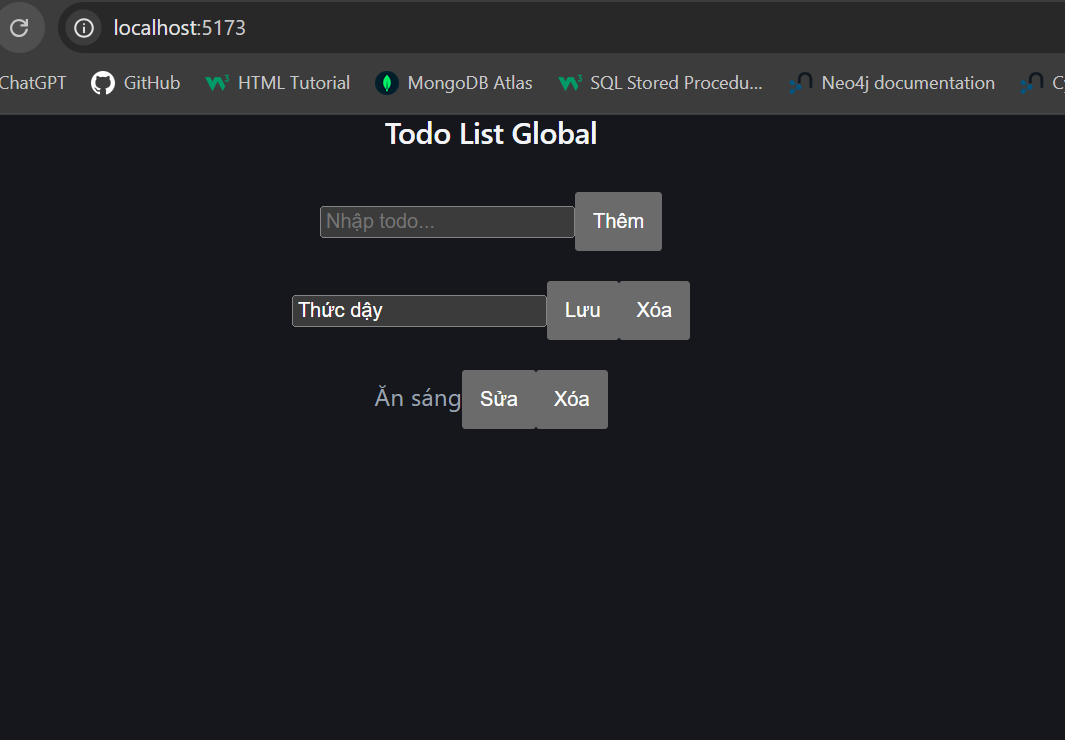 localhost:5173
ChatGPT GitHub HTML Tutorial MongoDB Atlas SQL Stored Procedu... Neo4j documentation
Todo List Global
Nhập todo... Thêm
Thức dậy Lưu Xóa
Ăn sáng Sửa Xóa